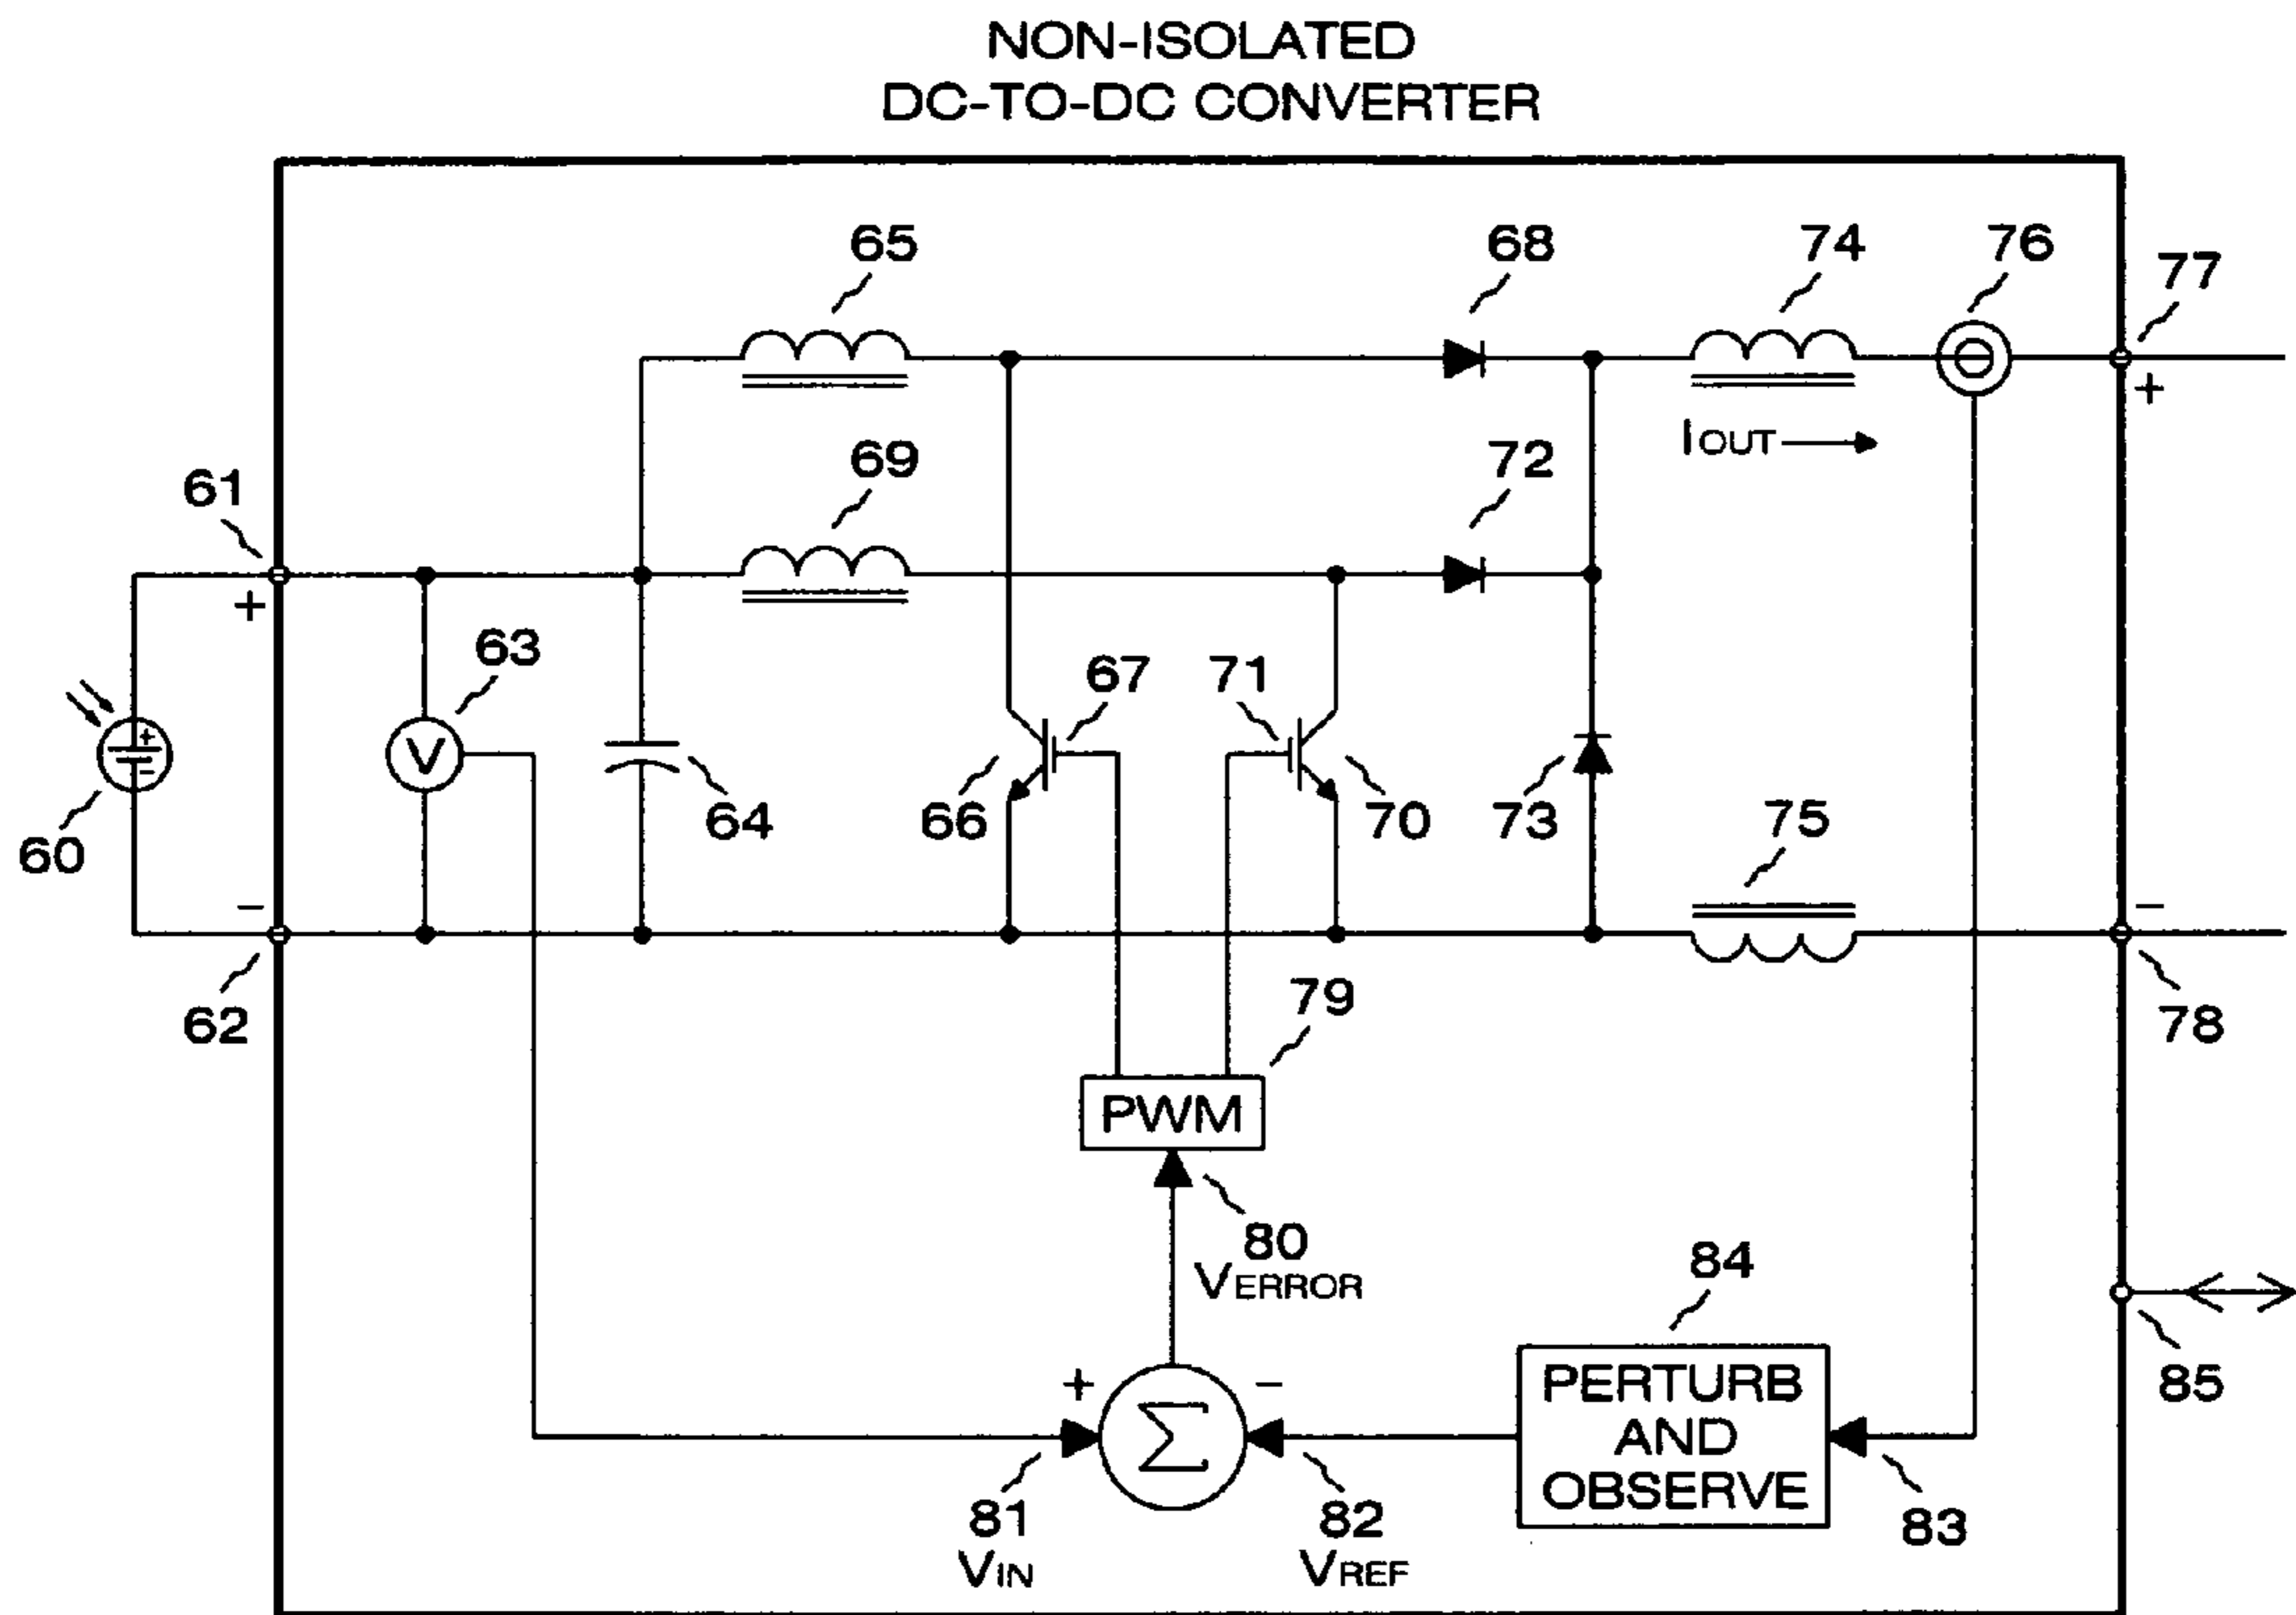 NON-ISOLATED
DC-TO-DC CONVERTER
65
68
74
76
77
+
IOUT
69
72
61
+
63
67
71
V
+
-
66
64
70
73
75
60
−
−
62
79
78
PWM
80
VERROR
84
85
+
−
Σ
PERTURB
AND
OBSERVE
81
VIN
82
VREF
83